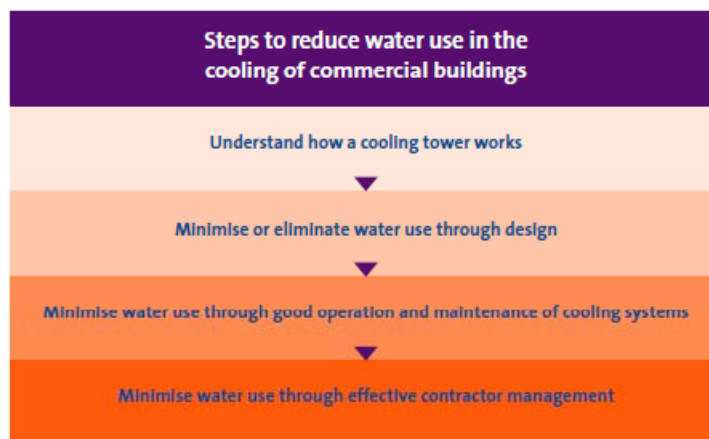 Steps to reduce water use in the
cooling of commercial buildings
Understand how a cooling tower works
Minimise or eliminate water use through design
Minimise water use through good operation and maintenance of cooling systems
Minimise water use through effective contractor management